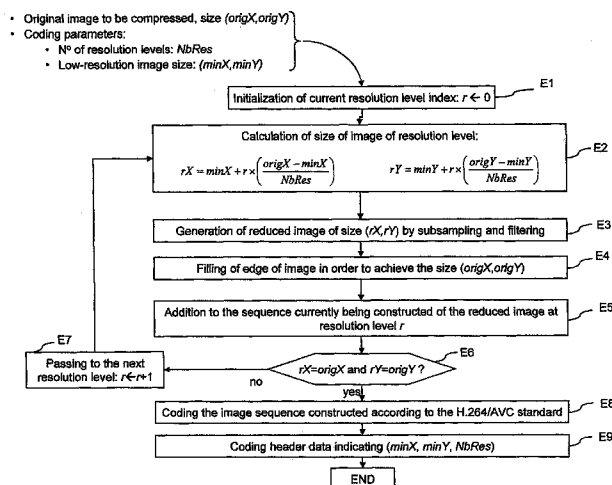 • Original image to be compressed, size (origX,origY)
• Coding parameters:
• Nº of resolution levels: NbRes
• Low-resolution image size: (minX,minY)
E1
Initialization of current resolution level index: r ← 0
Calculation of size of image of resolution level:
E2
rX = minX + r × ( (origX − minX) / NbRes )    rY = minY + r × ( (origY − minY) / NbRes )
E3
Generation of reduced image of size (rX,rY) by subsampling and filtering
E4
Filling of edge of image in order to achieve the size (origX,origY)
E5
Addition to the sequence currently being constructed of the reduced image at
resolution level r
E7
E6
Passing to the next
resolution level: r←r+1
rX=origX and rY=origY ?
no
yes
E8
Coding the image sequence constructed according to the H.264/AVC standard
E9
Coding header data indicating (minX, minY, NbRes)
END